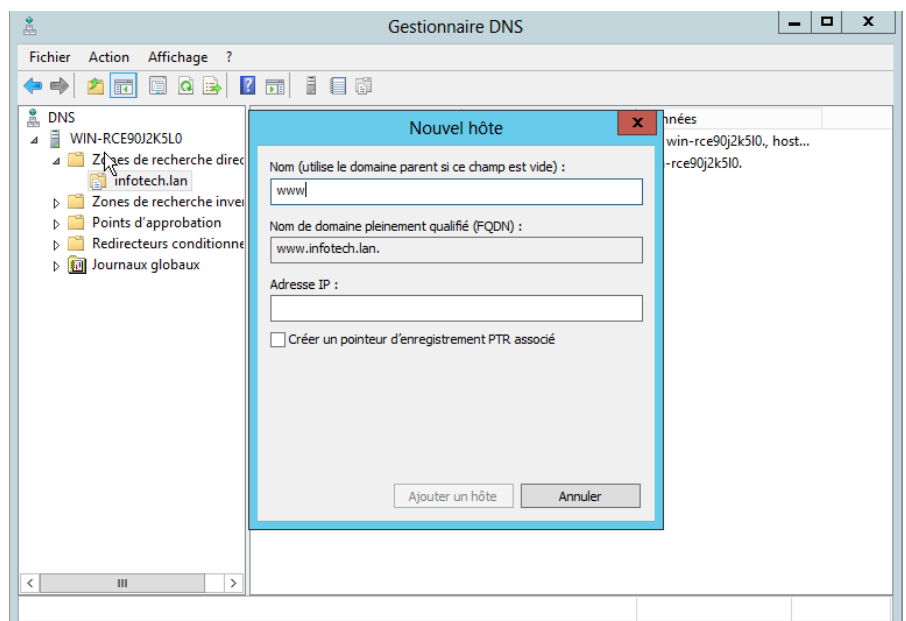 Gestionnaire DNS
Fichier Action Affichage ?
DNS
WIN-RCE90J2K5L0
Zones de recherche direc
infotech.lan
Zones de recherche inver
Points d'approbation
Redirecteurs conditionne
Journaux globaux
nnées
win-rce90j2k5l0., host...
-rce90j2k5l0.
Nouvel hôte
Nom (utilise le domaine parent si ce champ est vide) :
www
Nom de domaine pleinement qualifié (FQDN) :
www.infotech.lan.
Adresse IP :
Créer un pointeur d'enregistrement PTR associé
Ajouter un hôte Annuler